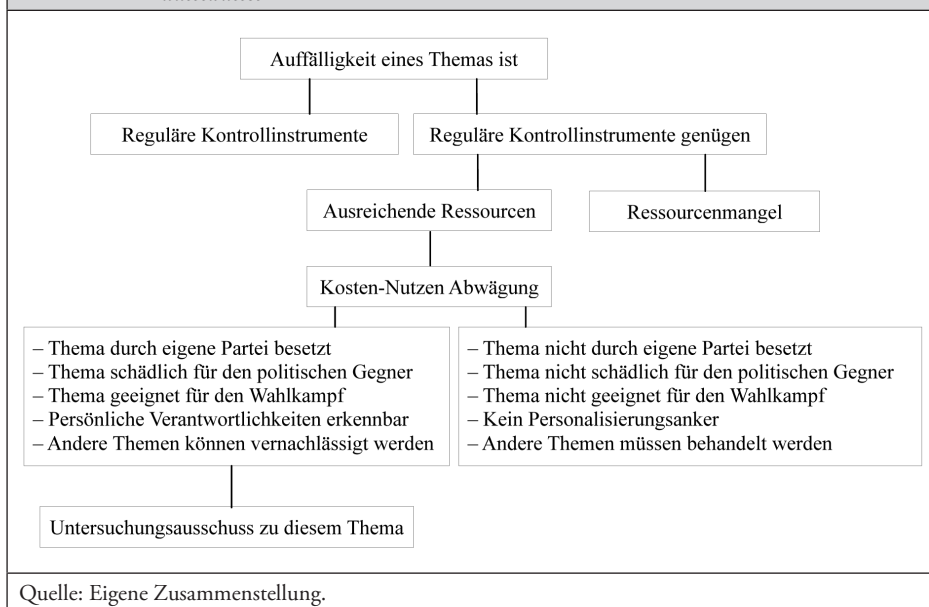 Auffälligkeit eines Themas ist
Reguläre Kontrollinstrumente
Reguläre Kontrollinstrumente genügen
Ausreichende Ressourcen
Ressourcenmangel
Kosten-Nutzen Abwägung
– Thema durch eigene Partei besetzt
– Thema schädlich für den politischen Gegner
– Thema geeignet für den Wahlkampf
– Persönliche Verantwortlichkeiten erkennbar
– Andere Themen können vernachlässigt werden
– Thema nicht durch eigene Partei besetzt
– Thema nicht schädlich für den politischen Gegner
– Thema nicht geeignet für den Wahlkampf
– Kein Personalisierungsanker
– Andere Themen müssen behandelt werden
Untersuchungsausschuss zu diesem Thema
Quelle: Eigene Zusammenstellung.